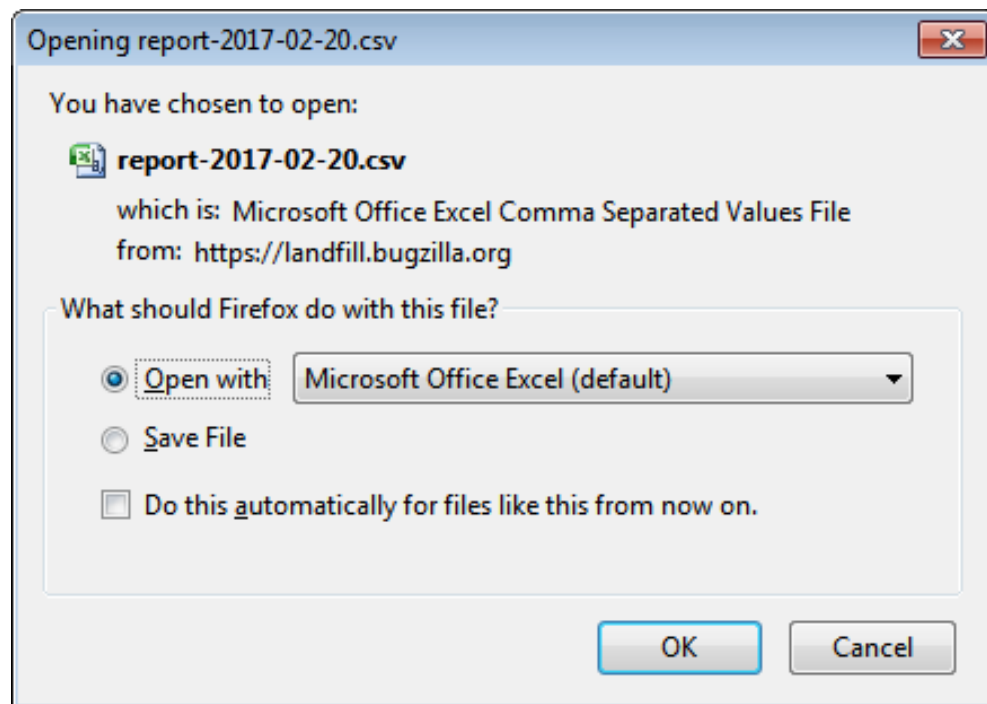 Opening report-2017-02-20.csv
You have chosen to open:
report-2017-02-20.csv
which is: Microsoft Office Excel Comma Separated Values File
from: https://landfill.bugzilla.org
What should Firefox do with this file?
Open with Microsoft Office Excel (default)
Save File
Do this automatically for files like this from now on.
OK Cancel